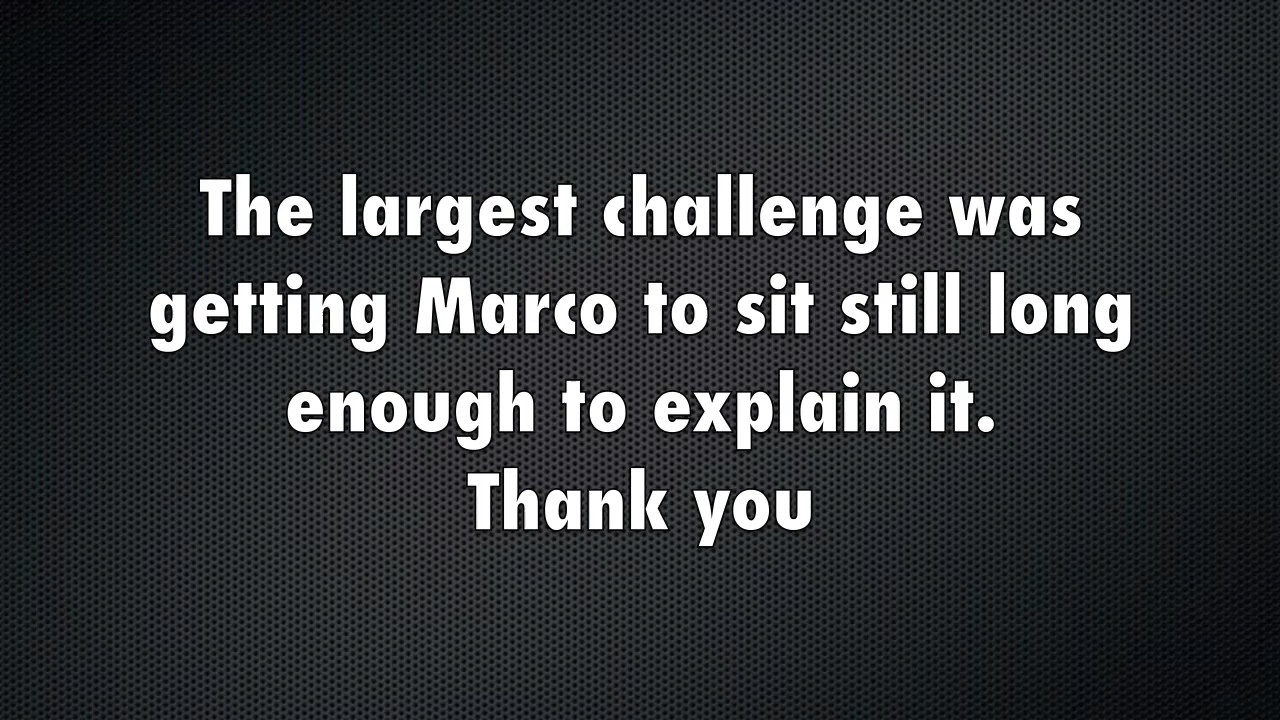 The largest challenge was
getting Marco to sit still long
enough to explain it.
Thank you